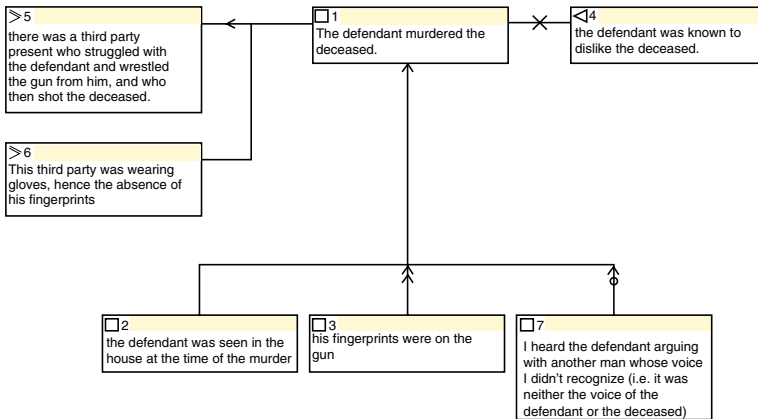 5
there was a third party
present who struggled with
the defendant and wrestled
the gun from him, and who
then shot the deceased.
1
The defendant murdered the
deceased.
4
the defendant was known to
dislike the deceased.
6
This third party was wearing
gloves, hence the absence of
his fingerprints
2
the defendant was seen in the
house at the time of the murder
3
his fingerprints were on the
gun
7
I heard the defendant arguing
with another man whose voice
I didn't recognize (i.e. it was
neither the voice of the
defendant or the deceased)